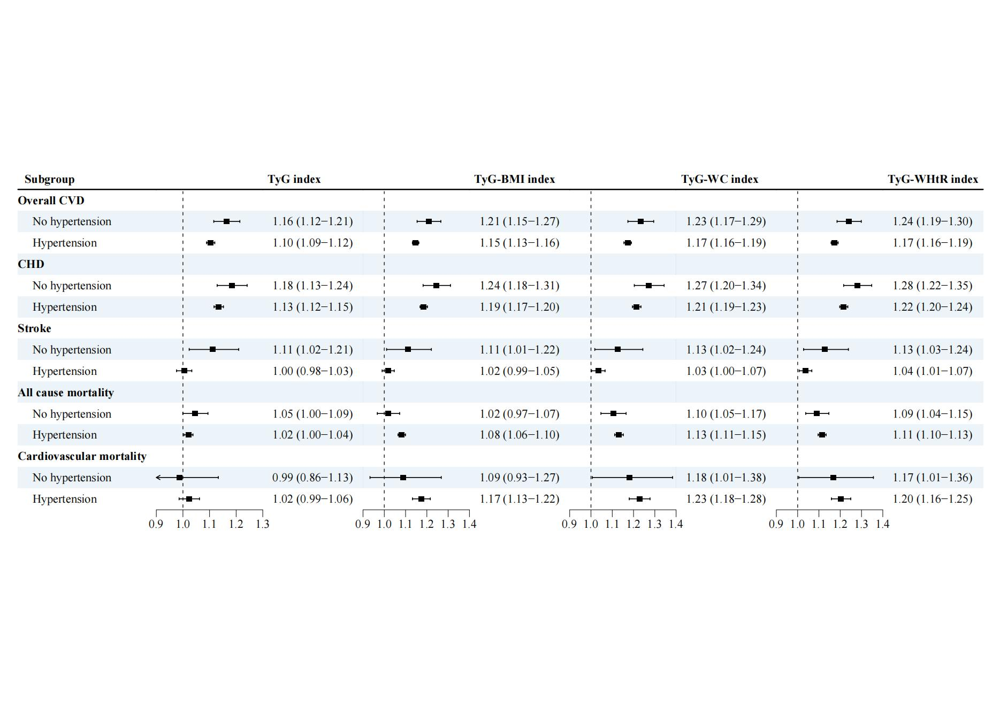 Subgroup TyG index TyG-BMI index TyG-WC index TyG-WHtR index
Overall CVD
No hypertension 1.16 (1.12−1.21) 1.21 (1.15−1.27) 1.23 (1.17−1.29) 1.24 (1.19−1.30)
Hypertension 1.10 (1.09−1.12) 1.15 (1.13−1.16) 1.17 (1.16−1.19) 1.17 (1.16−1.19)
CHD
No hypertension 1.18 (1.13−1.24) 1.24 (1.18−1.31) 1.27 (1.20−1.34) 1.28 (1.22−1.35)
Hypertension 1.13 (1.12−1.15) 1.19 (1.17−1.20) 1.21 (1.19−1.23) 1.22 (1.20−1.24)
Stroke
No hypertension 1.11 (1.02−1.21) 1.11 (1.01−1.22) 1.13 (1.02−1.24) 1.13 (1.03−1.24)
Hypertension 1.00 (0.98−1.03) 1.02 (0.99−1.05) 1.03 (1.00−1.07) 1.04 (1.01−1.07)
All cause mortality
No hypertension 1.05 (1.00−1.09) 1.02 (0.97−1.07) 1.10 (1.05−1.17) 1.09 (1.04−1.15)
Hypertension 1.02 (1.00−1.04) 1.08 (1.06−1.10) 1.13 (1.11−1.15) 1.11 (1.10−1.13)
Cardiovascular mortality
No hypertension 0.99 (0.86−1.13) 1.09 (0.93−1.27) 1.18 (1.01−1.38) 1.17 (1.01−1.36)
Hypertension 1.02 (0.99−1.06) 1.17 (1.13−1.22) 1.23 (1.18−1.28) 1.20 (1.16−1.25)
0.9 1.0 1.1 1.2 1.3 0.9 1.0 1.1 1.2 1.3 1.4 0.9 1.0 1.1 1.2 1.3 1.4 0.9 1.0 1.1 1.2 1.3 1.4